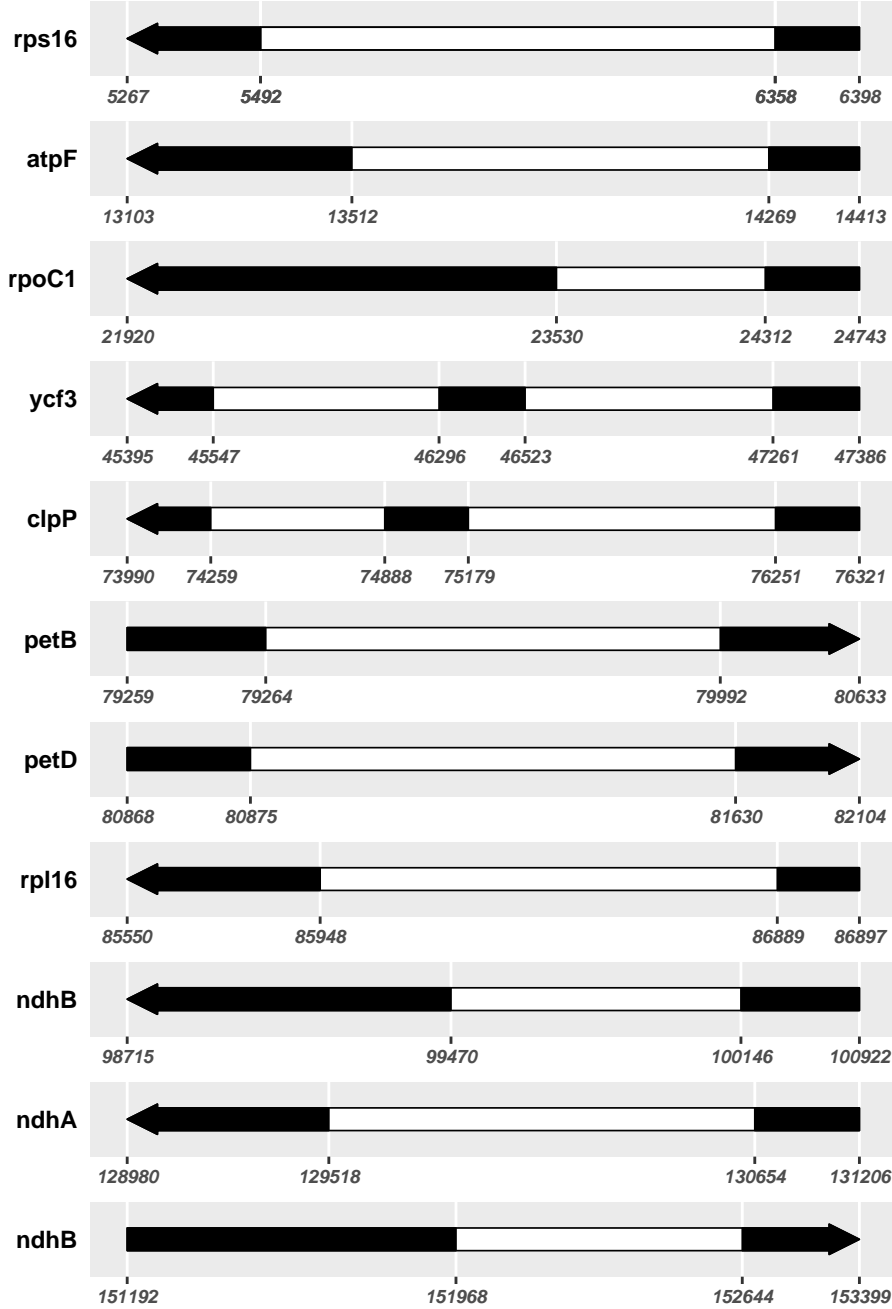 rps16
5267 5492 6358 6398
atpF
13103 13512 14269 14413
rpoC1
21920 23530 24312 24743
ycf3
45395 45547 46296 46523 47261 47386
clpP
73990 74259 74888 75179 76251 76321
petB
79259 79264 79992 80633
petD
80868 80875 81630 82104
rpl16
85550 85948 86889 86897
ndhB
98715 99470 100146 100922
ndhA
128980 129518 130654 131206
ndhB
151192 151968 152644 153399